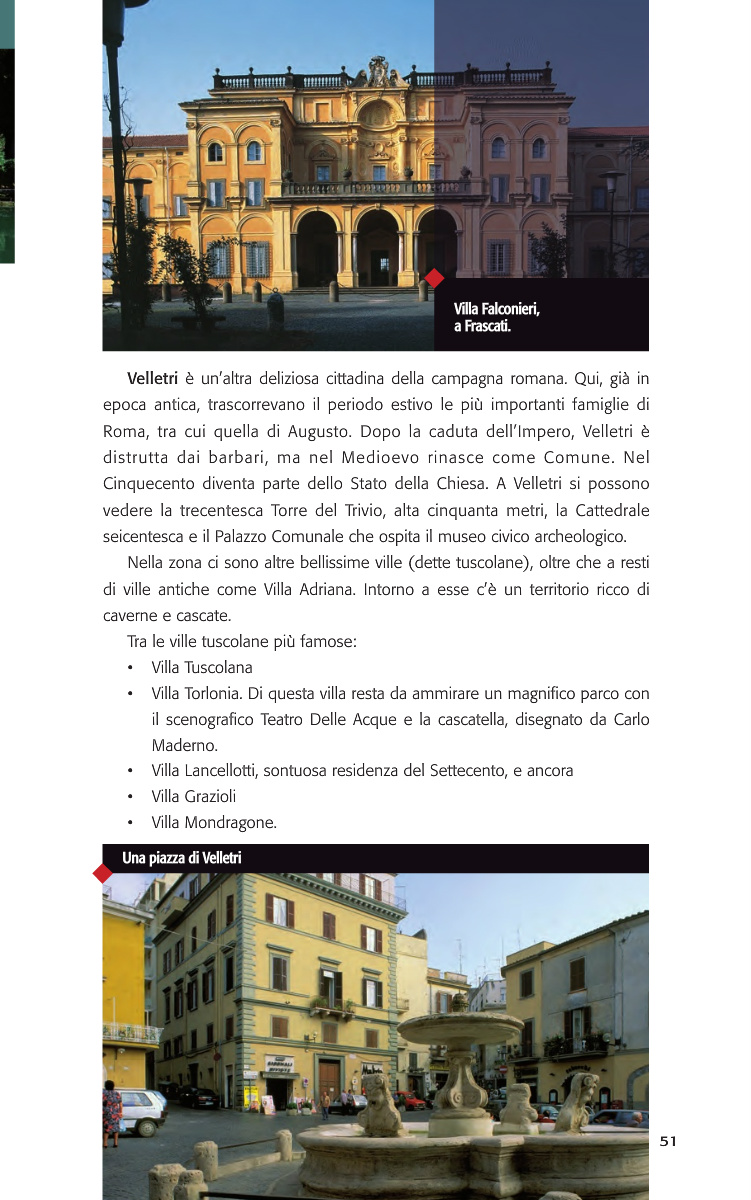 Villa Falconieri,
a Frascati.
Velletri è un'altra deliziosa cittadina della campagna romana. Qui, già in
epoca antica, trascorrevano il periodo estivo le più importanti famiglie di
Roma, tra cui quella di Augusto. Dopo la caduta dell'Impero, Velletri è
distrutta dai barbari, ma nel Medioevo rinasce come Comune. Nel
Cinquecento diventa parte dello Stato della Chiesa. A Velletri si possono
vedere la trecentesca Torre del Trivio, alta cinquanta metri, la Cattedrale
seicentesca e il Palazzo Comunale che ospita il museo civico archeologico.
Nella zona ci sono altre bellissime ville (dette tuscolane), oltre che a resti
di ville antiche come Villa Adriana. Intorno a esse c'è un territorio ricco di
caverne e cascate.
Tra le ville tuscolane più famose:
• Villa Tuscolana
• Villa Torlonia. Di questa villa resta da ammirare un magnifico parco con
il scenografico Teatro Delle Acque e la cascatella, disegnato da Carlo
Maderno.
• Villa Lancellotti, sontuosa residenza del Settecento, e ancora
• Villa Grazioli
• Villa Mondragone.
Una piazza di Velletri
51